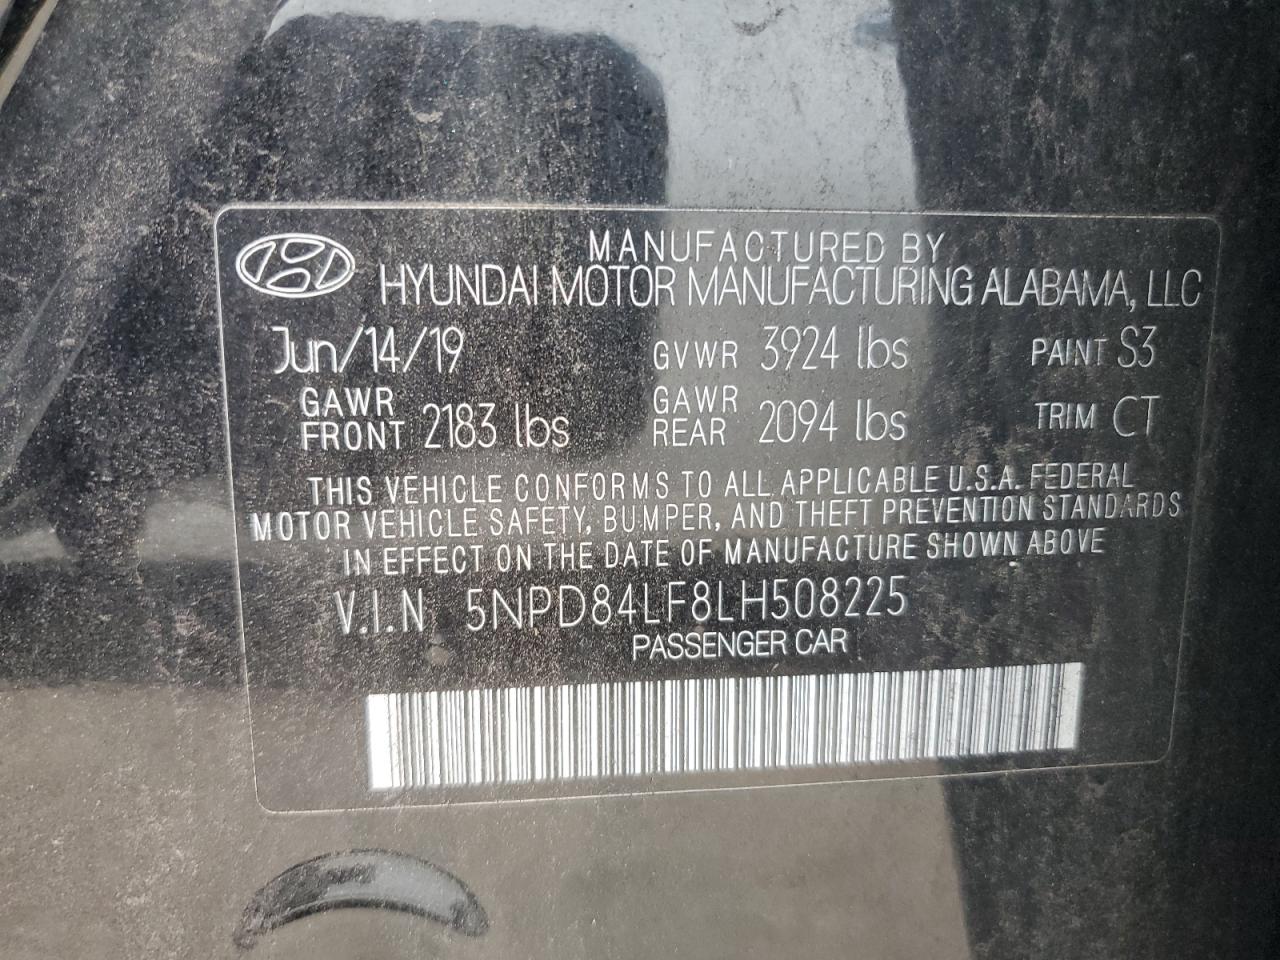 MANUFACTURED BY
HYUNDAI MOTOR MANUFACTURING ALABAMA, LLC
Jun/14/19 GVWR 3924 lbs PAINT S3
GAWR FRONT 2183 lbs GAWR REAR 2094 lbs TRIM CT
THIS VEHICLE CONFORMS TO ALL APPLICABLE U.S.A. FEDERAL
MOTOR VEHICLE SAFETY, BUMPER, AND THEFT PREVENTION STANDARDS
IN EFFECT ON THE DATE OF MANUFACTURE SHOWN ABOVE
V.I.N 5NPD84LF8LH508225
PASSENGER CAR